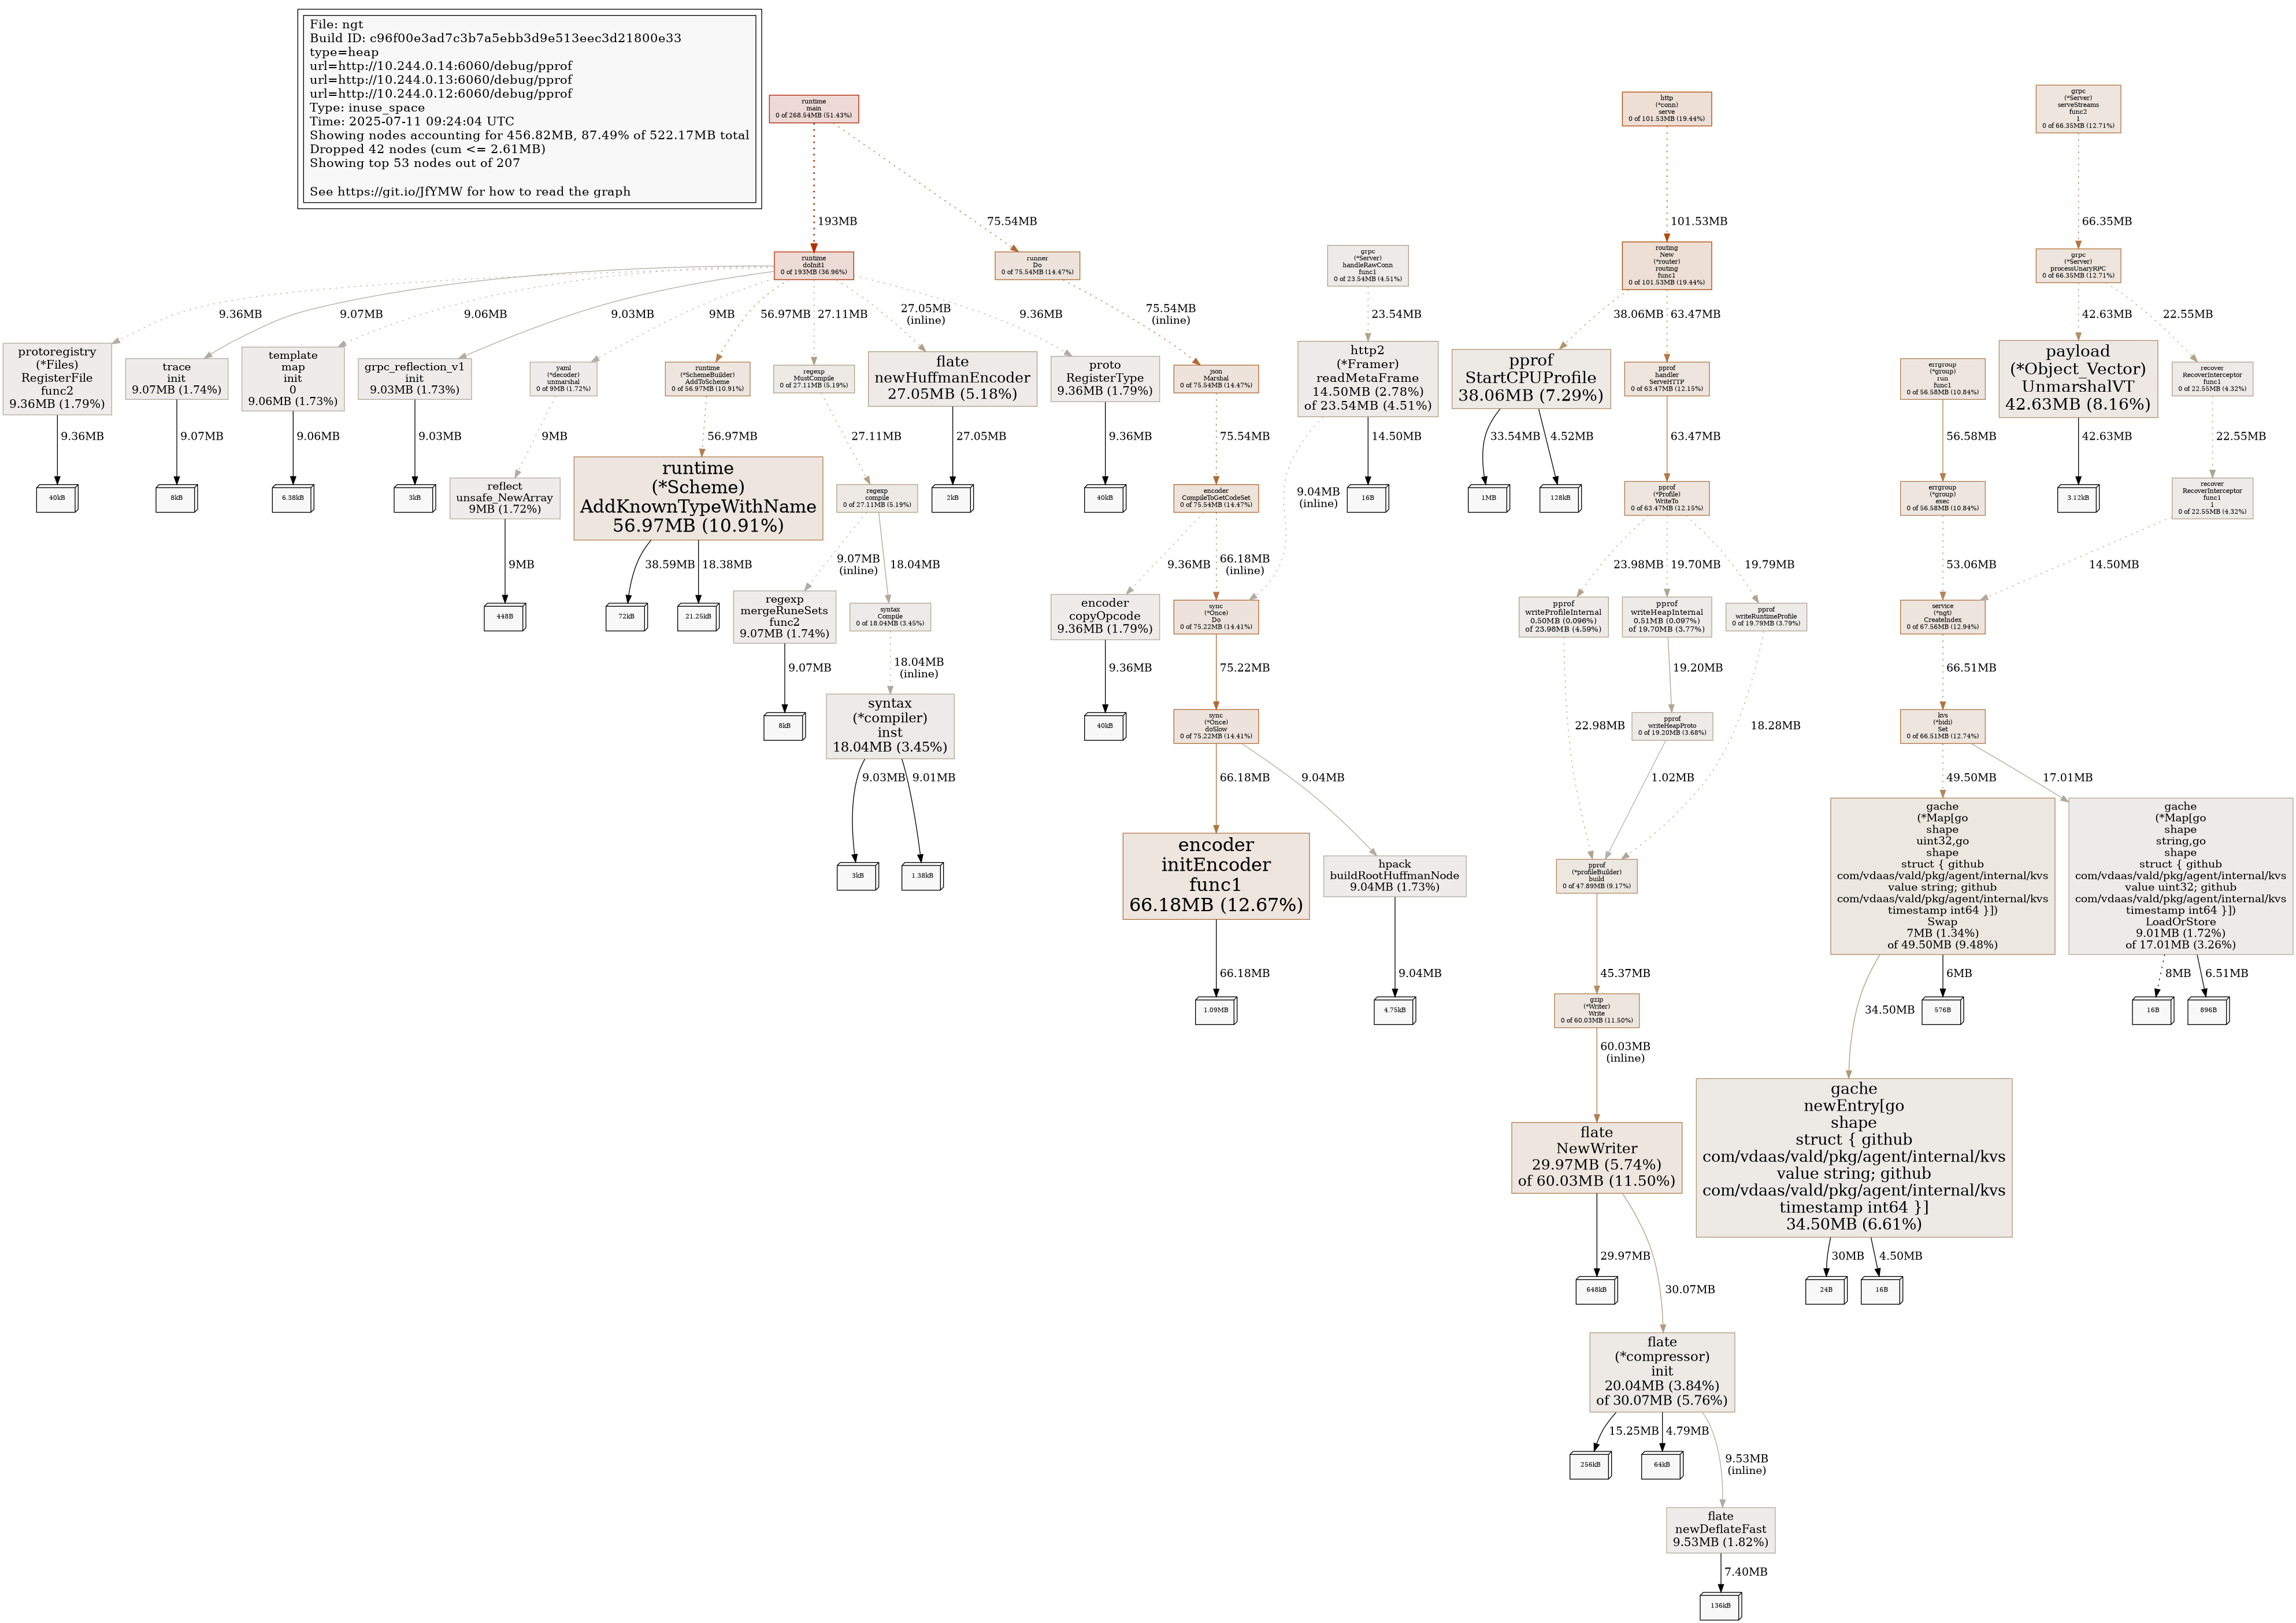 File: ngt
Build ID: c96f00e3ad7c3b7a5ebb3d9e513eec3d21800e33
type=heap
url=http://10.244.0.14:6060/debug/pprof
url=http://10.244.0.13:6060/debug/pprof
url=http://10.244.0.12:6060/debug/pprof
Type: inuse_space
Time: 2025-07-11 09:24:04 UTC
Showing nodes accounting for 456.82MB, 87.49% of 522.17MB total
Dropped 42 nodes (cum <= 2.61MB)
Showing top 53 nodes out of 207
See https://git.io/JfYMW for how to read the graph
runtime
main
0 of 268.54MB (51.43%)
http
(*conn)
serve
0 of 101.53MB (19.44%)
grpc
(*Server)
serveStreams
func2
1
0 of 66.35MB (12.71%)
193MB
75.54MB
101.53MB
66.35MB
runtime
doInit1
0 of 193MB (36.96%)
runner
Do
0 of 75.54MB (14.47%)
grpc
(*Server)
handleRawConn
func1
0 of 23.54MB (4.51%)
routing
New
(*router)
routing
func1
0 of 101.53MB (19.44%)
grpc
(*Server)
processUnaryRPC
0 of 66.35MB (12.71%)
9.36MB
9.07MB
9.06MB
9.03MB
9MB
56.97MB
27.11MB
27.05MB
(inline)
9.36MB
75.54MB
(inline)
23.54MB
38.06MB
63.47MB
42.63MB
22.55MB
protoregistry
(*Files)
RegisterFile
func2
9.36MB (1.79%)
trace
init
9.07MB (1.74%)
template
map
init
0
9.06MB (1.73%)
grpc_reflection_v1
init
9.03MB (1.73%)
yaml
(*decoder)
unmarshal
0 of 9MB (1.72%)
runtime
(*SchemeBuilder)
AddToScheme
0 of 56.97MB (10.91%)
regexp
MustCompile
0 of 27.11MB (5.19%)
flate
newHuffmanEncoder
27.05MB (5.18%)
proto
RegisterType
9.36MB (1.79%)
json
Marshal
0 of 75.54MB (14.47%)
http2
(*Framer)
readMetaFrame
14.50MB (2.78%)
of 23.54MB (4.51%)
pprof
StartCPUProfile
38.06MB (7.29%)
pprof
handler
ServeHTTP
0 of 63.47MB (12.15%)
errgroup
(*group)
run
func1
0 of 56.58MB (10.84%)
payload
(*Object_Vector)
UnmarshalVT
42.63MB (8.16%)
recover
RecoverInterceptor
func1
0 of 22.55MB (4.32%)
9.36MB
9.07MB
9.06MB
9.03MB
9MB
56.97MB
27.11MB
27.05MB
9.36MB
75.54MB
9.04MB
(inline)
14.50MB
33.54MB
4.52MB
63.47MB
56.58MB
42.63MB
22.55MB
40kB
8kB
6.38kB
3kB
reflect
unsafe_NewArray
9MB (1.72%)
runtime
(*Scheme)
AddKnownTypeWithName
56.97MB (10.91%)
regexp
compile
0 of 27.11MB (5.19%)
2kB
40kB
encoder
CompileToGetCodeSet
0 of 75.54MB (14.47%)
16B
1MB
128kB
pprof
(*Profile)
WriteTo
0 of 63.47MB (12.15%)
errgroup
(*group)
exec
0 of 56.58MB (10.84%)
3.12kB
recover
RecoverInterceptor
func1
1
0 of 22.55MB (4.32%)
9MB
38.59MB
18.38MB
9.07MB
(inline)
18.04MB
9.36MB
66.18MB
(inline)
23.98MB
19.70MB
19.79MB
53.06MB
14.50MB
448B
72kB
21.25kB
regexp
mergeRuneSets
func2
9.07MB (1.74%)
syntax
Compile
0 of 18.04MB (3.45%)
encoder
copyOpcode
9.36MB (1.79%)
sync
(*Once)
Do
0 of 75.22MB (14.41%)
pprof
writeProfileInternal
0.50MB (0.096%)
of 23.98MB (4.59%)
pprof
writeHeapInternal
0.51MB (0.097%)
of 19.70MB (3.77%)
pprof
writeRuntimeProfile
0 of 19.79MB (3.79%)
service
(*ngt)
CreateIndex
0 of 67.56MB (12.94%)
9.07MB
18.04MB
(inline)
9.36MB
75.22MB
19.20MB
66.51MB
8kB
syntax
(*compiler)
inst
18.04MB (3.45%)
40kB
sync
(*Once)
doSlow
0 of 75.22MB (14.41%)
22.98MB
pprof
writeHeapProto
0 of 19.20MB (3.68%)
18.28MB
kvs
(*bidi)
Set
0 of 66.51MB (12.74%)
9.03MB
9.01MB
66.18MB
9.04MB
1.02MB
49.50MB
17.01MB
3kB
1.38kB
encoder
initEncoder
func1
66.18MB (12.67%)
hpack
buildRootHuffmanNode
9.04MB (1.73%)
pprof
(*profileBuilder)
build
0 of 47.89MB (9.17%)
gache
(*Map[go
shape
uint32,go
shape
struct { github
com/vdaas/vald/pkg/agent/internal/kvs
value string; github
com/vdaas/vald/pkg/agent/internal/kvs
timestamp int64 }])
Swap
7MB (1.34%)
of 49.50MB (9.48%)
gache
(*Map[go
shape
string,go
shape
struct { github
com/vdaas/vald/pkg/agent/internal/kvs
value uint32; github
com/vdaas/vald/pkg/agent/internal/kvs
timestamp int64 }])
LoadOrStore
9.01MB (1.72%)
of 17.01MB (3.26%)
66.18MB
9.04MB
45.37MB
34.50MB
6MB
8MB
6.51MB
1.09MB
4.75kB
gzip
(*Writer)
Write
0 of 60.03MB (11.50%)
576B
16B
896B
60.03MB
(inline)
flate
NewWriter
29.97MB (5.74%)
of 60.03MB (11.50%)
gache
newEntry[go
shape
struct { github
com/vdaas/vald/pkg/agent/internal/kvs
value string; github
com/vdaas/vald/pkg/agent/internal/kvs
timestamp int64 }]
34.50MB (6.61%)
29.97MB
30.07MB
30MB
4.50MB
648kB
24B
16B
flate
(*compressor)
init
20.04MB (3.84%)
of 30.07MB (5.76%)
15.25MB
4.79MB
9.53MB
(inline)
256kB
64kB
flate
newDeflateFast
9.53MB (1.82%)
7.40MB
136kB